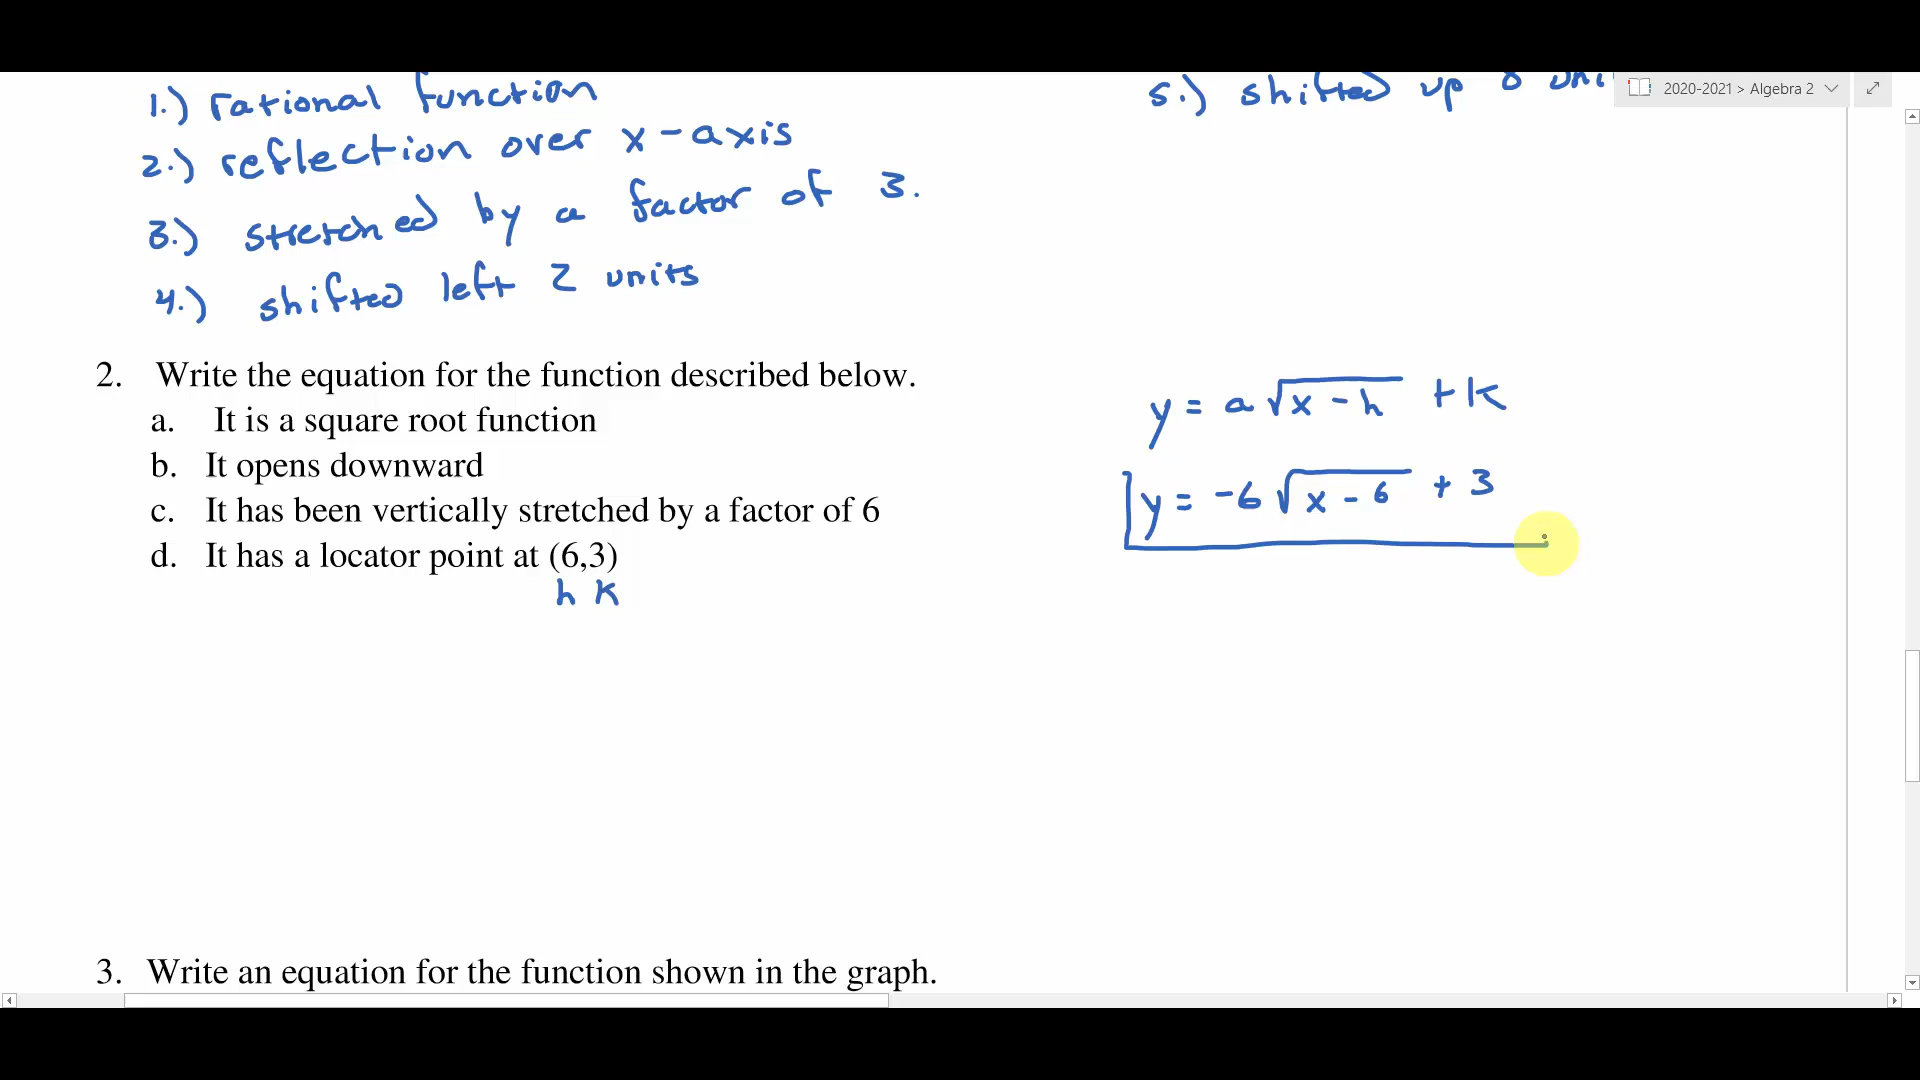 1.) rational function
2.) reflection over x-axis
3.) stretched by a factor of 3.
4.) shifted left 2 units
5.) shifted up
2020-2021 > Algebra 2
2. Write the equation for the function described below.
a. It is a square root function
b. It opens downward
c. It has been vertically stretched by a factor of 6
d. It has a locator point at (6,3)
h k
y = a√x-h + k
y = -6√x-6 + 3
3. Write an equation for the function shown in the graph.